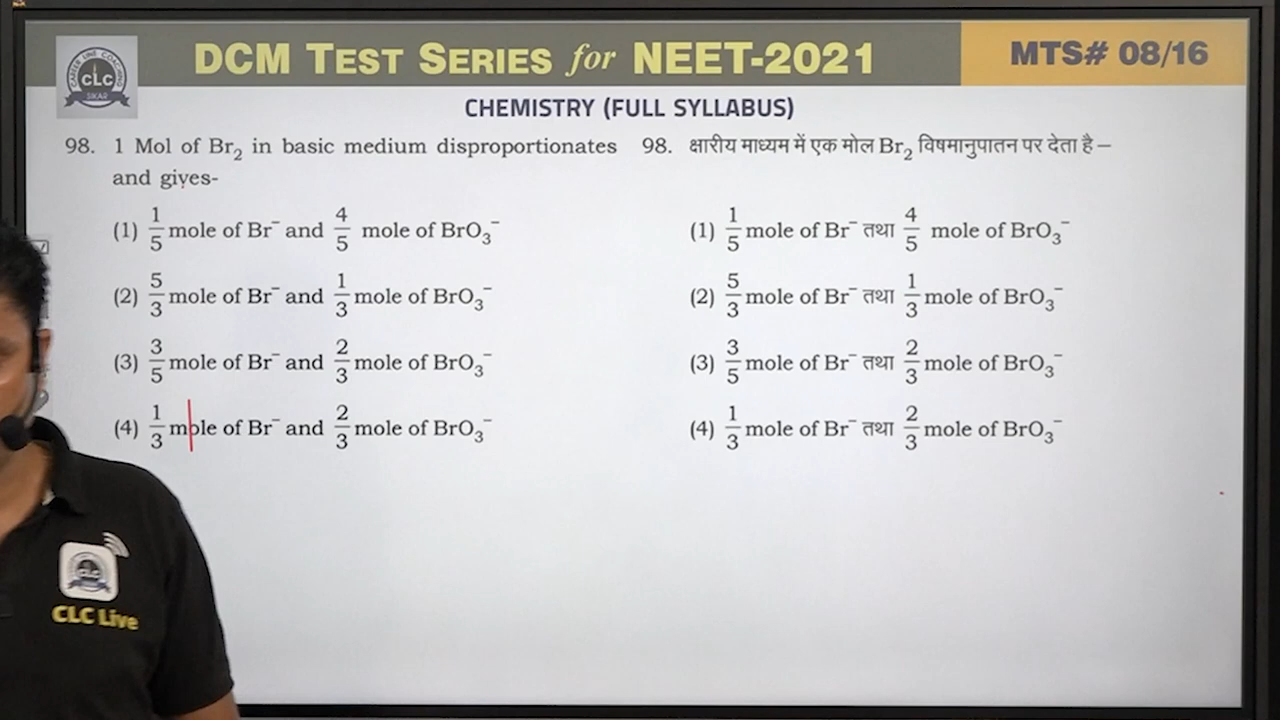 DCM TEST SERIES for NEET-2021
MTS# 08/16
CAREER LINE COACHING
CLC
SIKAR
CHEMISTRY (FULL SYLLABUS)
98. 1 Mol of Br₂ in basic medium disproportionates
and gives-
(1) 1/5 mole of Br⁻ and 4/5 mole of BrO₃⁻
(2) 5/3 mole of Br⁻ and 1/3 mole of BrO₃⁻
(3) 3/5 mole of Br⁻ and 2/3 mole of BrO₃⁻
(4) 1/3 mole of Br⁻ and 2/3 mole of BrO₃⁻
98. क्षारीय माध्यम में एक मोल Br₂ विषमानुपातन पर देता है –
(1) 1/5 mole of Br⁻ तथा 4/5 mole of BrO₃⁻
(2) 5/3 mole of Br⁻ तथा 1/3 mole of BrO₃⁻
(3) 3/5 mole of Br⁻ तथा 2/3 mole of BrO₃⁻
(4) 1/3 mole of Br⁻ तथा 2/3 mole of BrO₃⁻
CLC
CLC Live